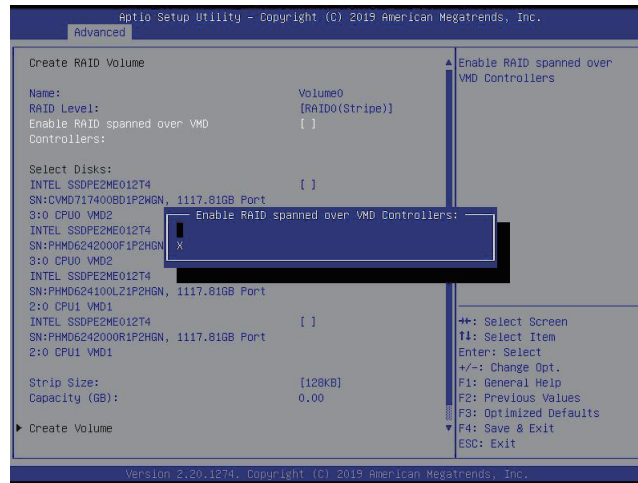 Aptio Setup Utility – Copyright (C) 2019 American Megatrends, Inc.
Advanced
Create RAID Volume
Name: Volume0
RAID Level: [RAID0(Stripe)]
Enable RAID spanned over VMD [ ]
Controllers:
Select Disks:
INTEL SSDPE2ME012T4 [ ]
SN:CVMD717400BD1P2WGN, 1117.81GB Port
3:0 CPU0 VMD2
INTEL SSDPE2ME012T4
SN:PHMD6242000F1P2HGN
3:0 CPU0 VMD2
INTEL SSDPE2ME012T4
SN:PHMD624100LZ1P2HGN, 1117.81GB Port
2:0 CPU1 VMD1
INTEL SSDPE2ME012T4 [ ]
SN:PHMD6242000R1P2HGN, 1117.81GB Port
2:0 CPU1 VMD1
Strip Size: [128KB]
Capacity (GB): 0.00
Create Volume
Enable RAID spanned over VMD Controllers:
X
Enable RAID spanned over
VMD Controllers
→←: Select Screen
↑↓: Select Item
Enter: Select
+/-: Change Opt.
F1: General Help
F2: Previous Values
F3: Optimized Defaults
F4: Save & Exit
ESC: Exit
Version 2.20.1274. Copyright (C) 2019 American Megatrends, Inc.